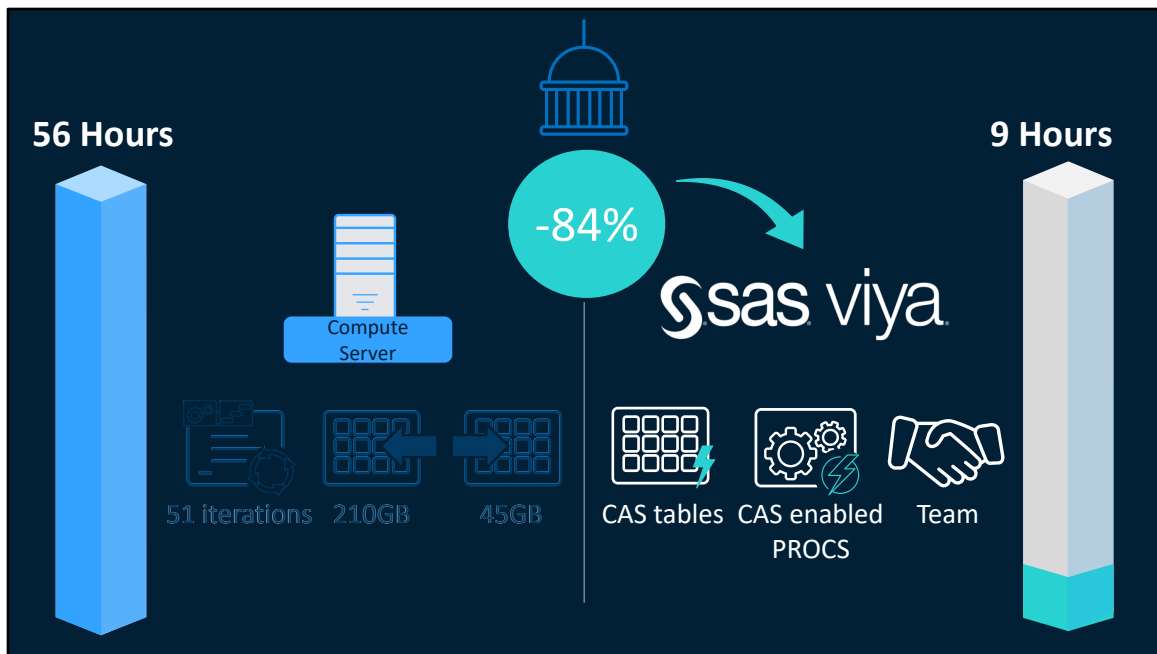 56 Hours
9 Hours
-84%
Compute
Server
sas viya
51 iterations
210GB
45GB
CAS tables
CAS enabled
PROCS
Team